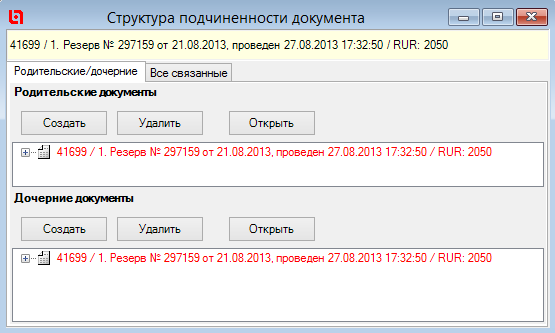 Структура подчиненности документа
41699 / 1. Резерв № 297159 от 21.08.2013, проведен 27.08.2013 17:32:50 / RUR: 2050
Родительские/дочерние Все связанные
Родительские документы
Создать Удалить Открыть
41699 / 1. Резерв № 297159 от 21.08.2013, проведен 27.08.2013 17:32:50 / RUR: 2050
Дочерние документы
Создать Удалить Открыть
41699 / 1. Резерв № 297159 от 21.08.2013, проведен 27.08.2013 17:32:50 / RUR: 2050